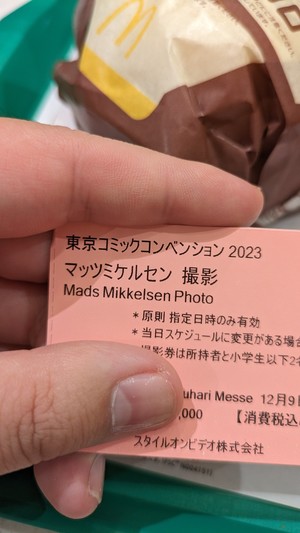 東京コミックコンベンション 2023
マッツミケルセン 撮影
Mads Mikkelsen Photo
* 原則 指定日時のみ有効
* 当日スケジュールに変更がある場合
撮影券は所持者と小学生以下2名
uhari Messe 12月9日
,000 【消費税込
スタイルオンビデオ株式会社